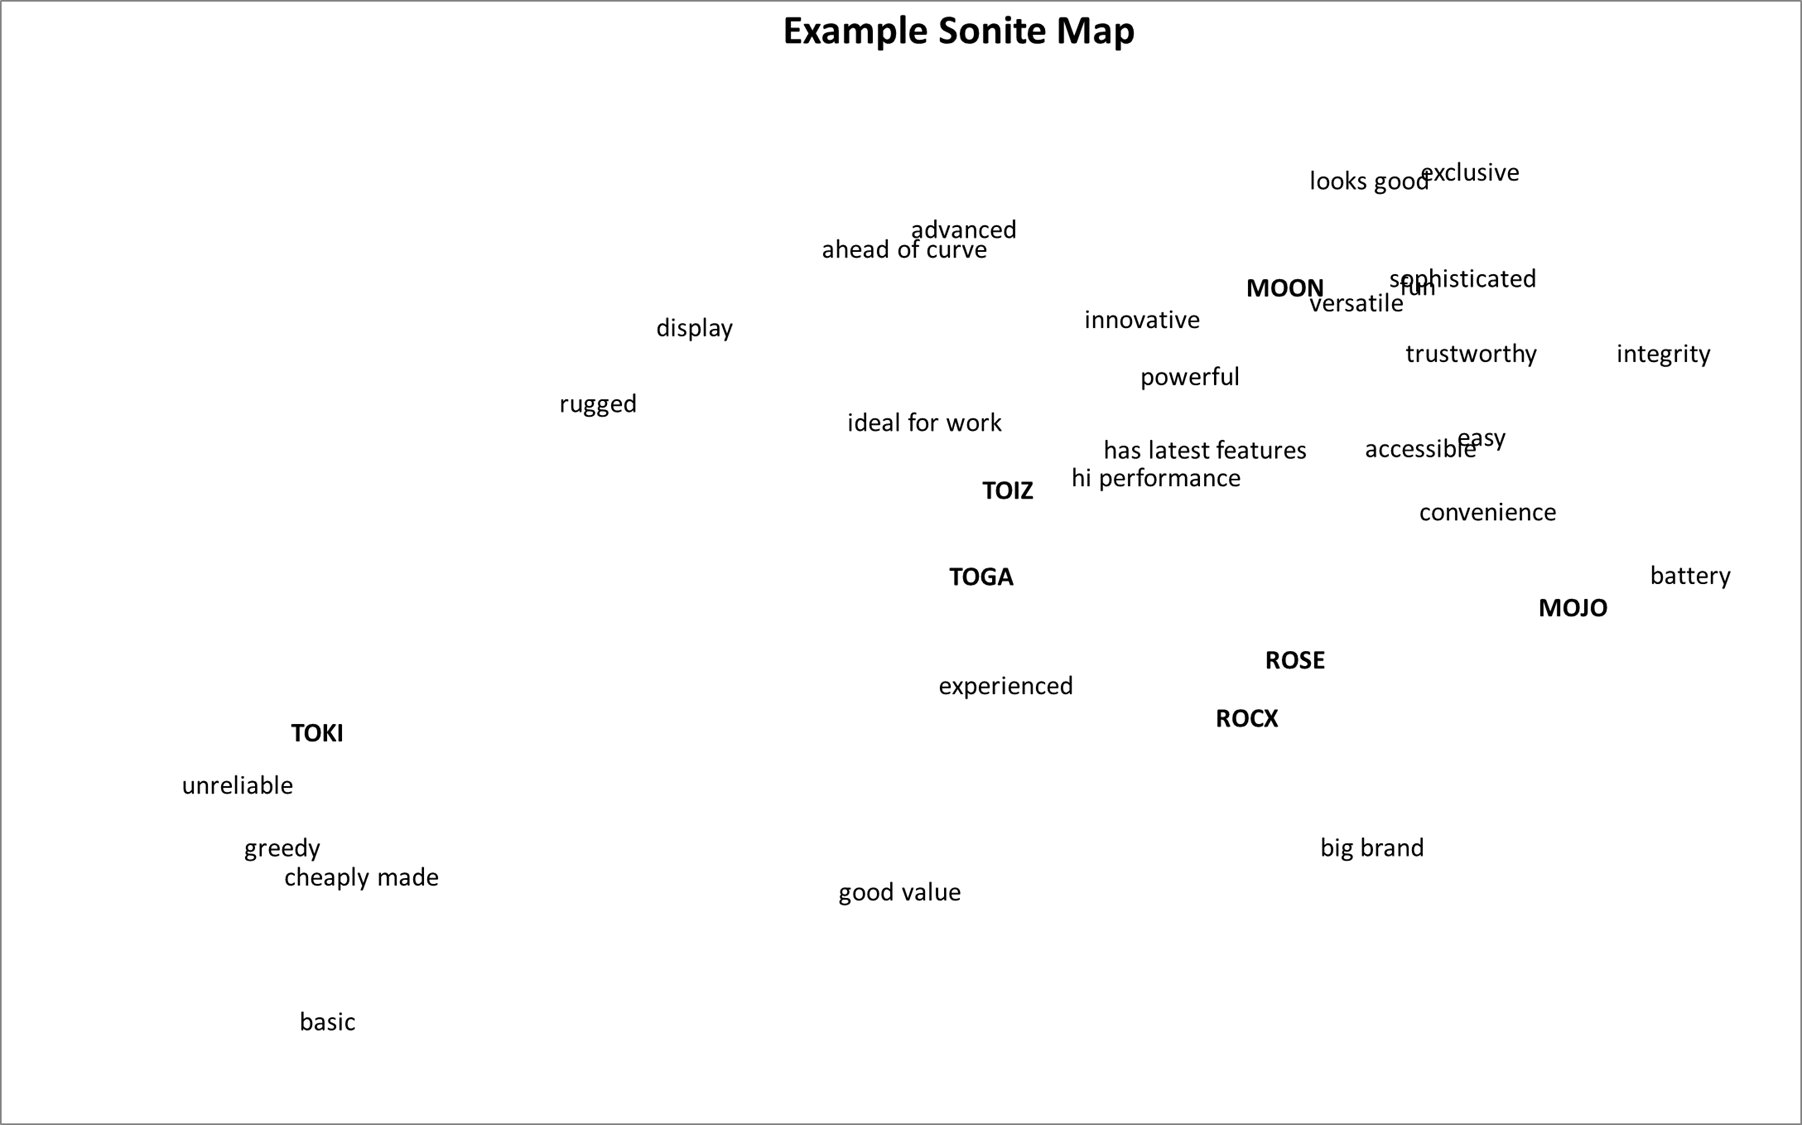 Example Sonite Map
exclusive
looks good
advanced
ahead of curve
sophisticated
fun
MOON
versatile
innovative
display
trustworthy
integrity
powerful
rugged
ideal for work
easy
accessible
has latest features
hi performance
TOIZ
convenience
battery
TOGA
MOJO
ROSE
experienced
ROCX
TOKI
unreliable
greedy
big brand
cheaply made
good value
basic